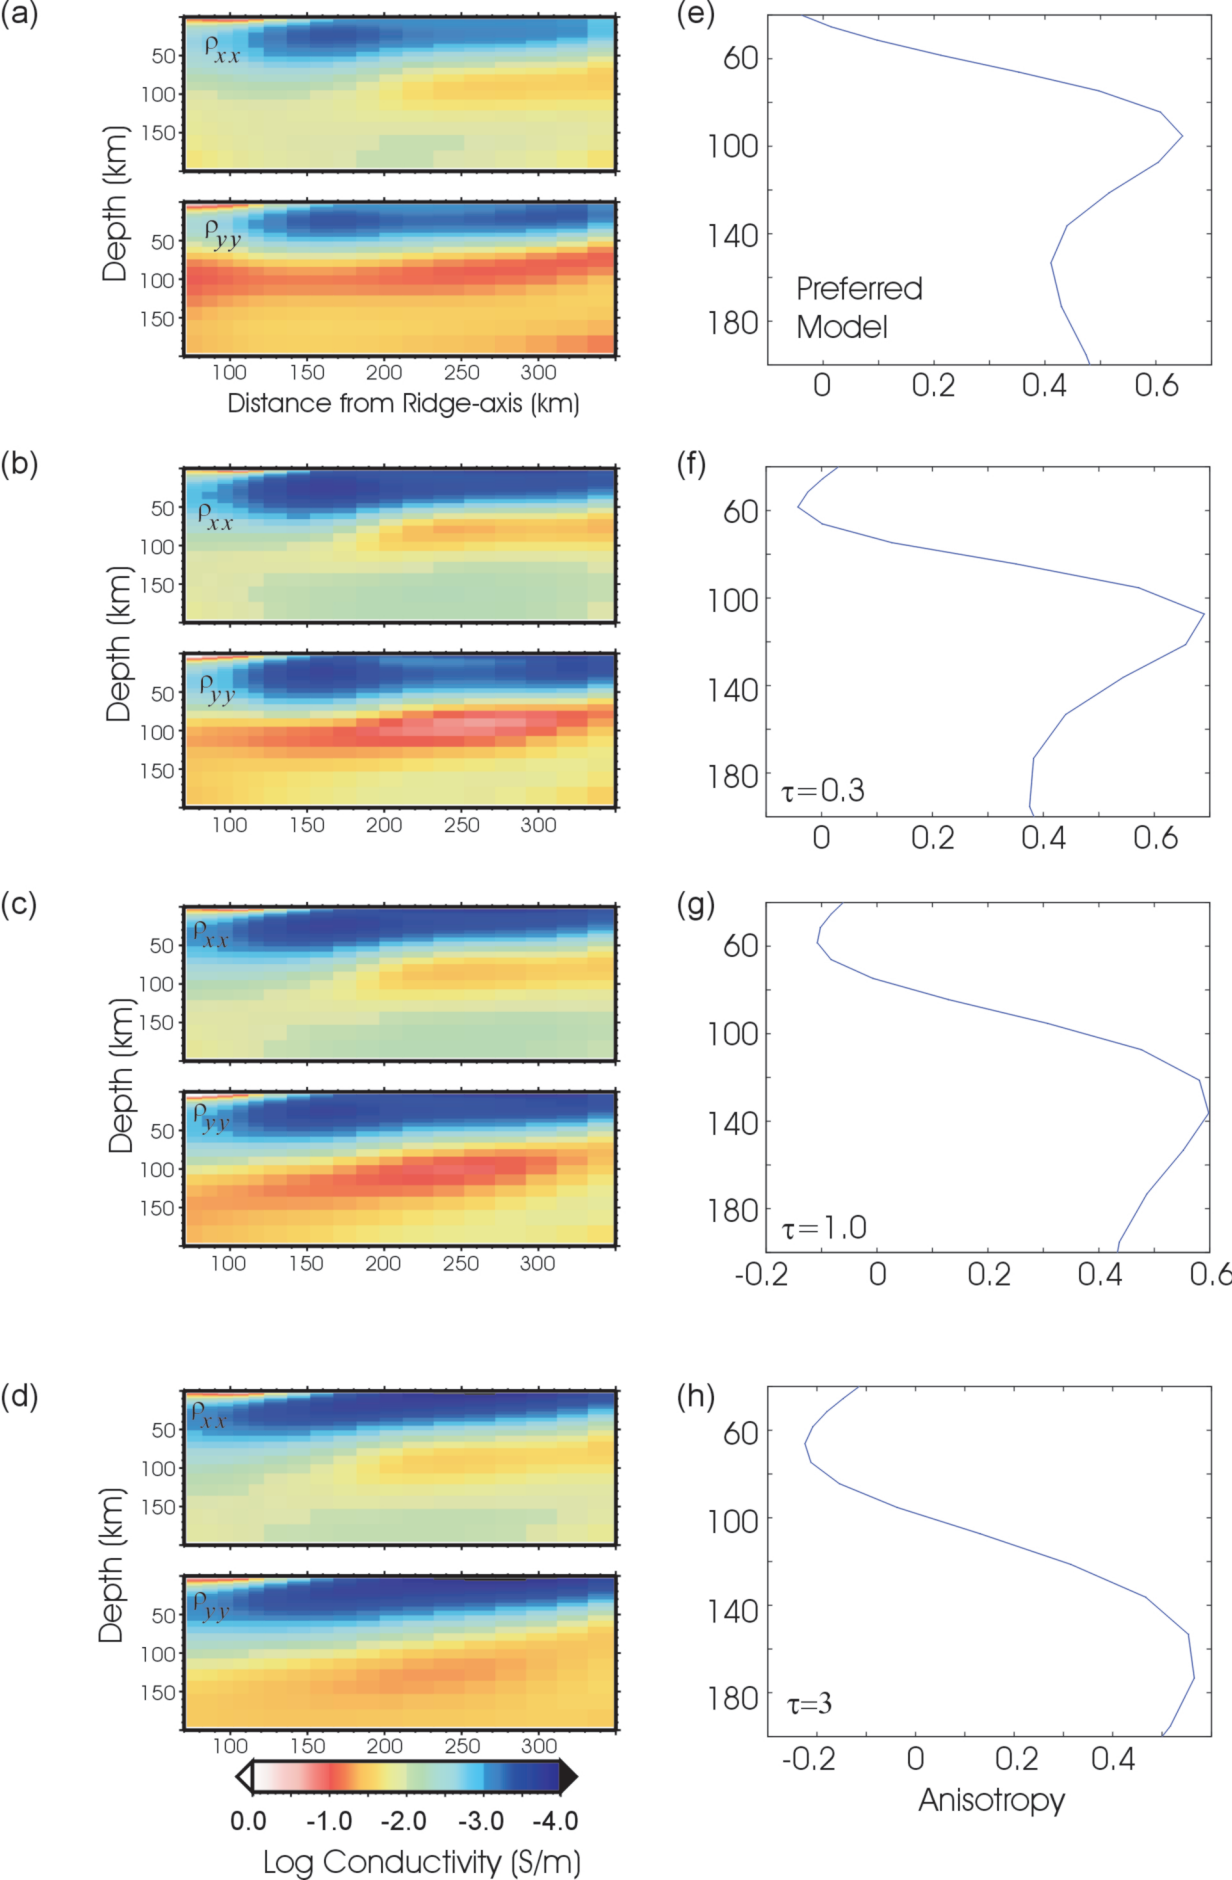 (a)
ρxx
50
100
150
ρyy
50
100
150
Depth (km)
100 150 200 250 300
Distance from Ridge-axis (km)
(e)
60
100
140
180
Preferred
Model
0 0.2 0.4 0.6
(b)
ρxx
50
100
150
ρyy
50
100
150
Depth (km)
100 150 200 250 300
(f)
60
100
140
180
τ=0.3
0 0.2 0.4 0.6
(c)
ρxx
50
100
150
ρyy
50
100
150
Depth (km)
100 150 200 250 300
(g)
60
100
140
180
τ=1.0
-0.2 0 0.2 0.4 0.6
(d)
ρxx
50
100
150
ρyy
50
100
150
Depth (km)
100 150 200 250 300
0.0 -1.0 -2.0 -3.0 -4.0
Log Conductivity (S/m)
(h)
60
100
140
180
τ=3
-0.2 0 0.2 0.4
Anisotropy